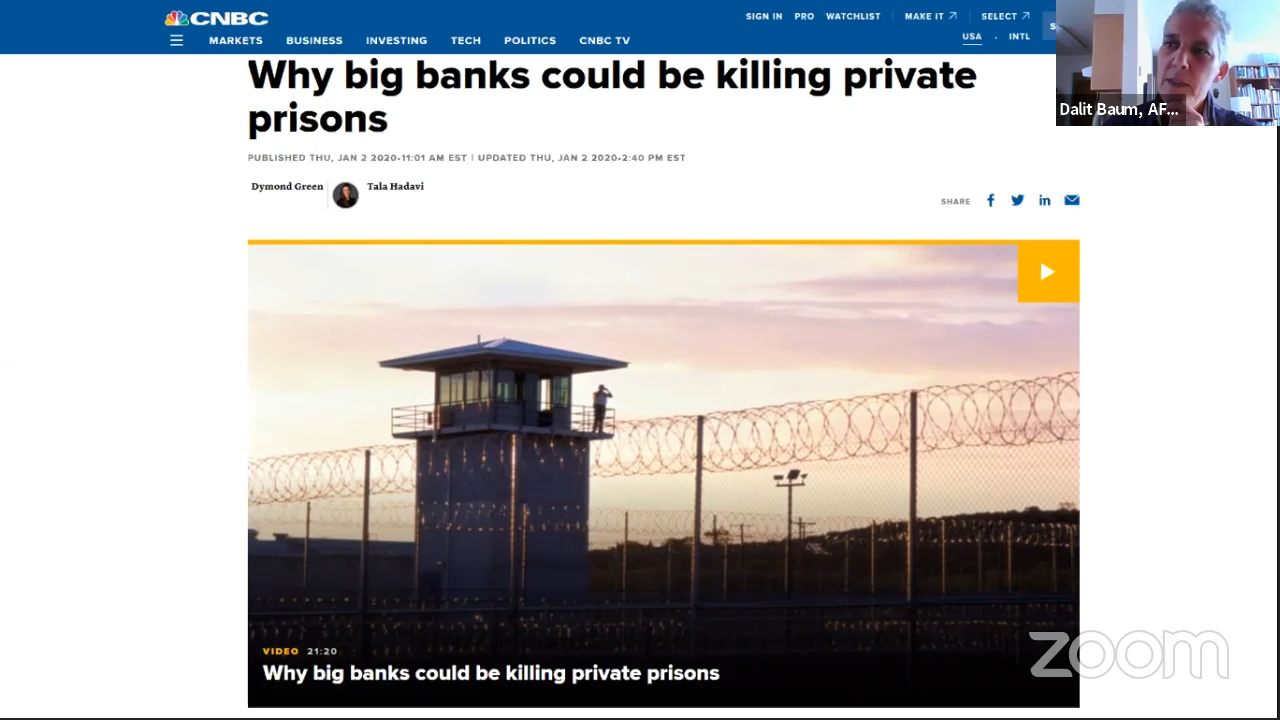 CNBC
SIGN IN PRO WATCHLIST MAKE IT SELECT S
MARKETS BUSINESS INVESTING TECH POLITICS CNBC TV
USA · INTL
Dalit Baum, AF...
Why big banks could be killing private
prisons
PUBLISHED THU, JAN 2 2020•11:01 AM EST | UPDATED THU, JAN 2 2020•2:40 PM EST
Dymond Green Tala Hadavi
SHARE f in
VIDEO 21:20
Why big banks could be killing private prisons
zoom